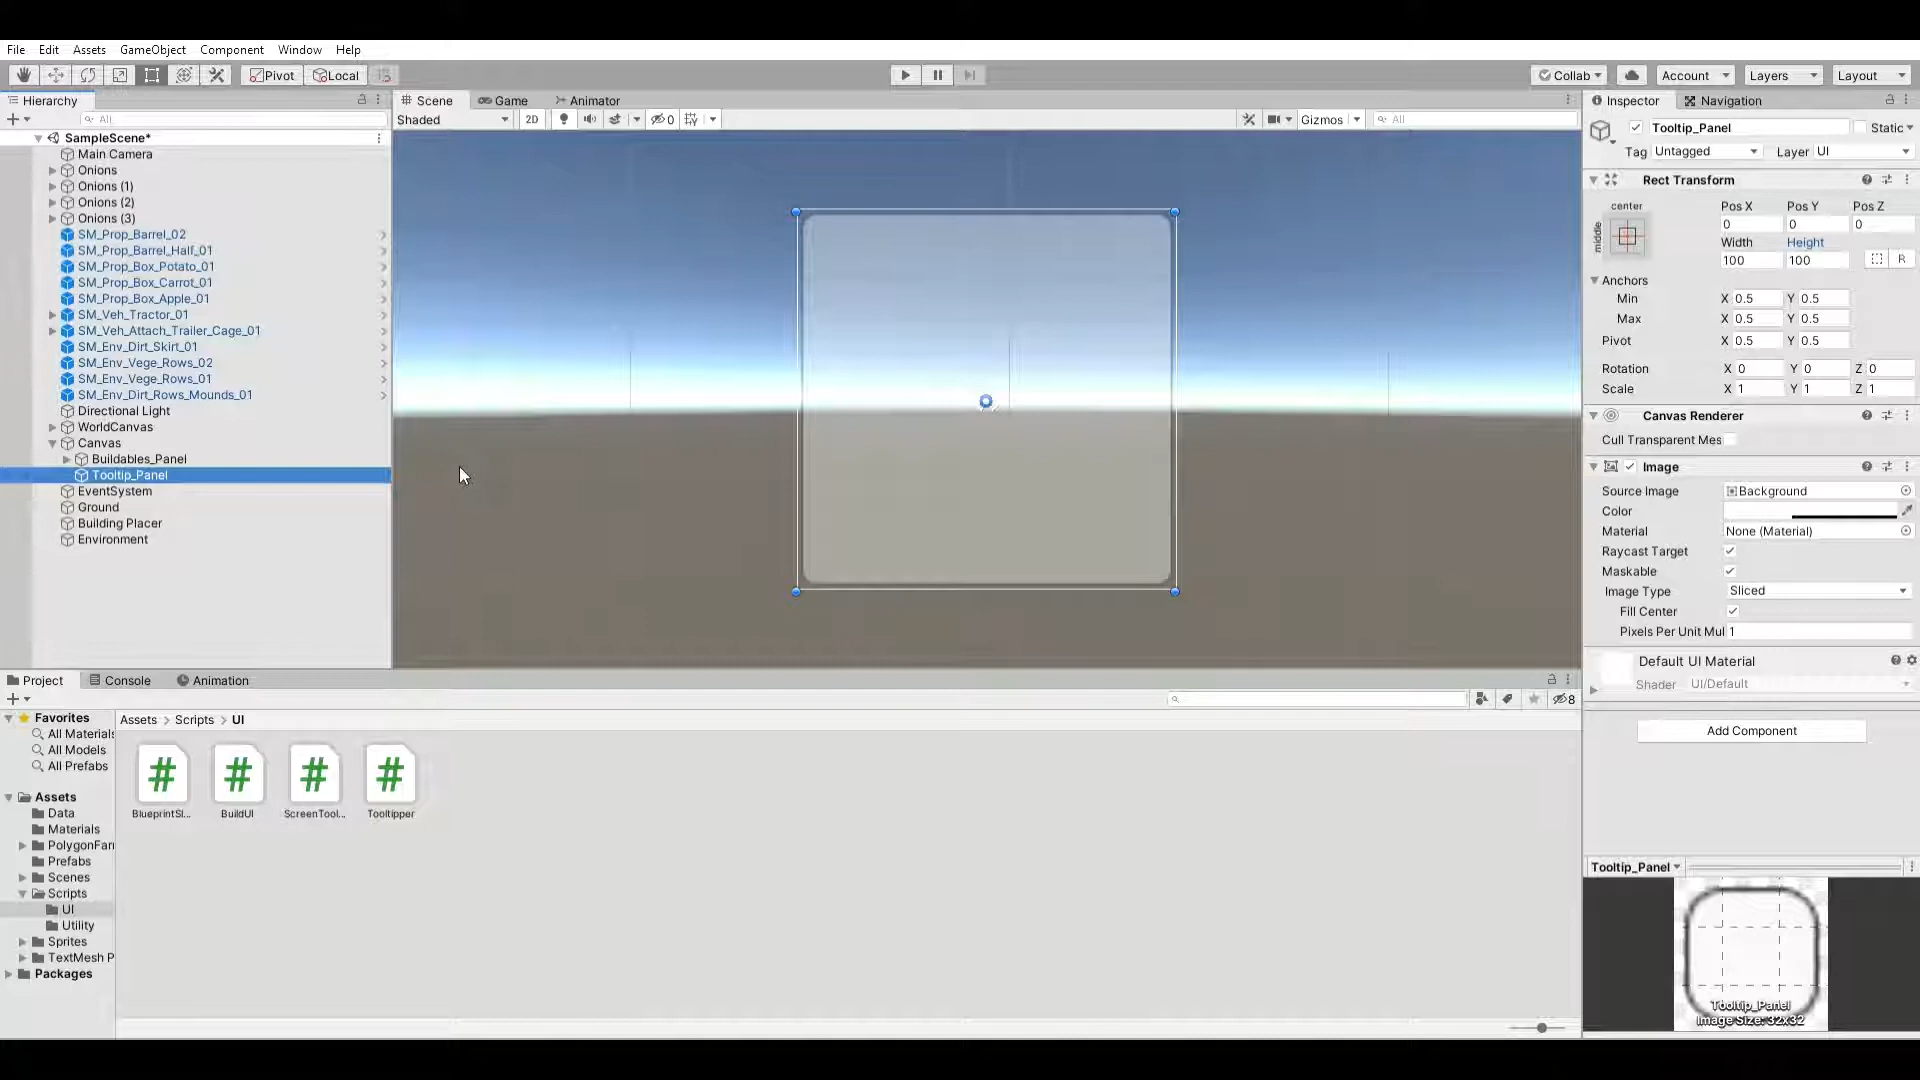 File Edit Assets GameObject Component Window Help
Pivot Local Collab Account Layers Layout
Hierarchy
All
SampleScene*
Main Camera
Onions
Onions (1)
Onions (2)
Onions (3)
SM_Prop_Barrel_02
SM_Prop_Barrel_Half_01
SM_Prop_Box_Potato_01
SM_Prop_Box_Carrot_01
SM_Prop_Box_Apple_01
SM_Veh_Tractor_01
SM_Veh_Attach_Trailer_Cage_01
SM_Env_Dirt_Skirt_01
SM_Env_Vege_Rows_02
SM_Env_Vege_Rows_01
SM_Env_Dirt_Rows_Mounds_01
Directional Light
WorldCanvas
Canvas
Buildables_Panel
Tooltip_Panel
EventSystem
Ground
Building Placer
Environment
Scene Game Animator
Shaded 2D 0 Gizmos All
Inspector Navigation
Tooltip_Panel Static
Tag Untagged Layer UI
Rect Transform
center
middle
Pos X Pos Y Pos Z
0 0 0
Width Height
100 100 R
Anchors
Min X 0.5 Y 0.5
Max X 0.5 Y 0.5
Pivot X 0.5 Y 0.5
Rotation X 0 Y 0 Z 0
Scale X 1 Y 1 Z 1
Canvas Renderer
Cull Transparent Mes
Image
Source Image Background
Color
Material None (Material)
Raycast Target
Maskable
Image Type Sliced
Fill Center
Pixels Per Unit Mul 1
Default UI Material
Shader UI/Default
Add Component
Tooltip_Panel
Tooltip_Panel
Image Size: 32x32
Project Console Animation
8
Favorites
All Materials
All Models
All Prefabs
Assets
Data
Materials
PolygonFar
Prefabs
Scenes
Scripts
UI
Utility
Sprites
TextMesh P
Packages
Assets > Scripts > UI
# # # #
BlueprintSl... BuildUI ScreenTool... Tooltipper